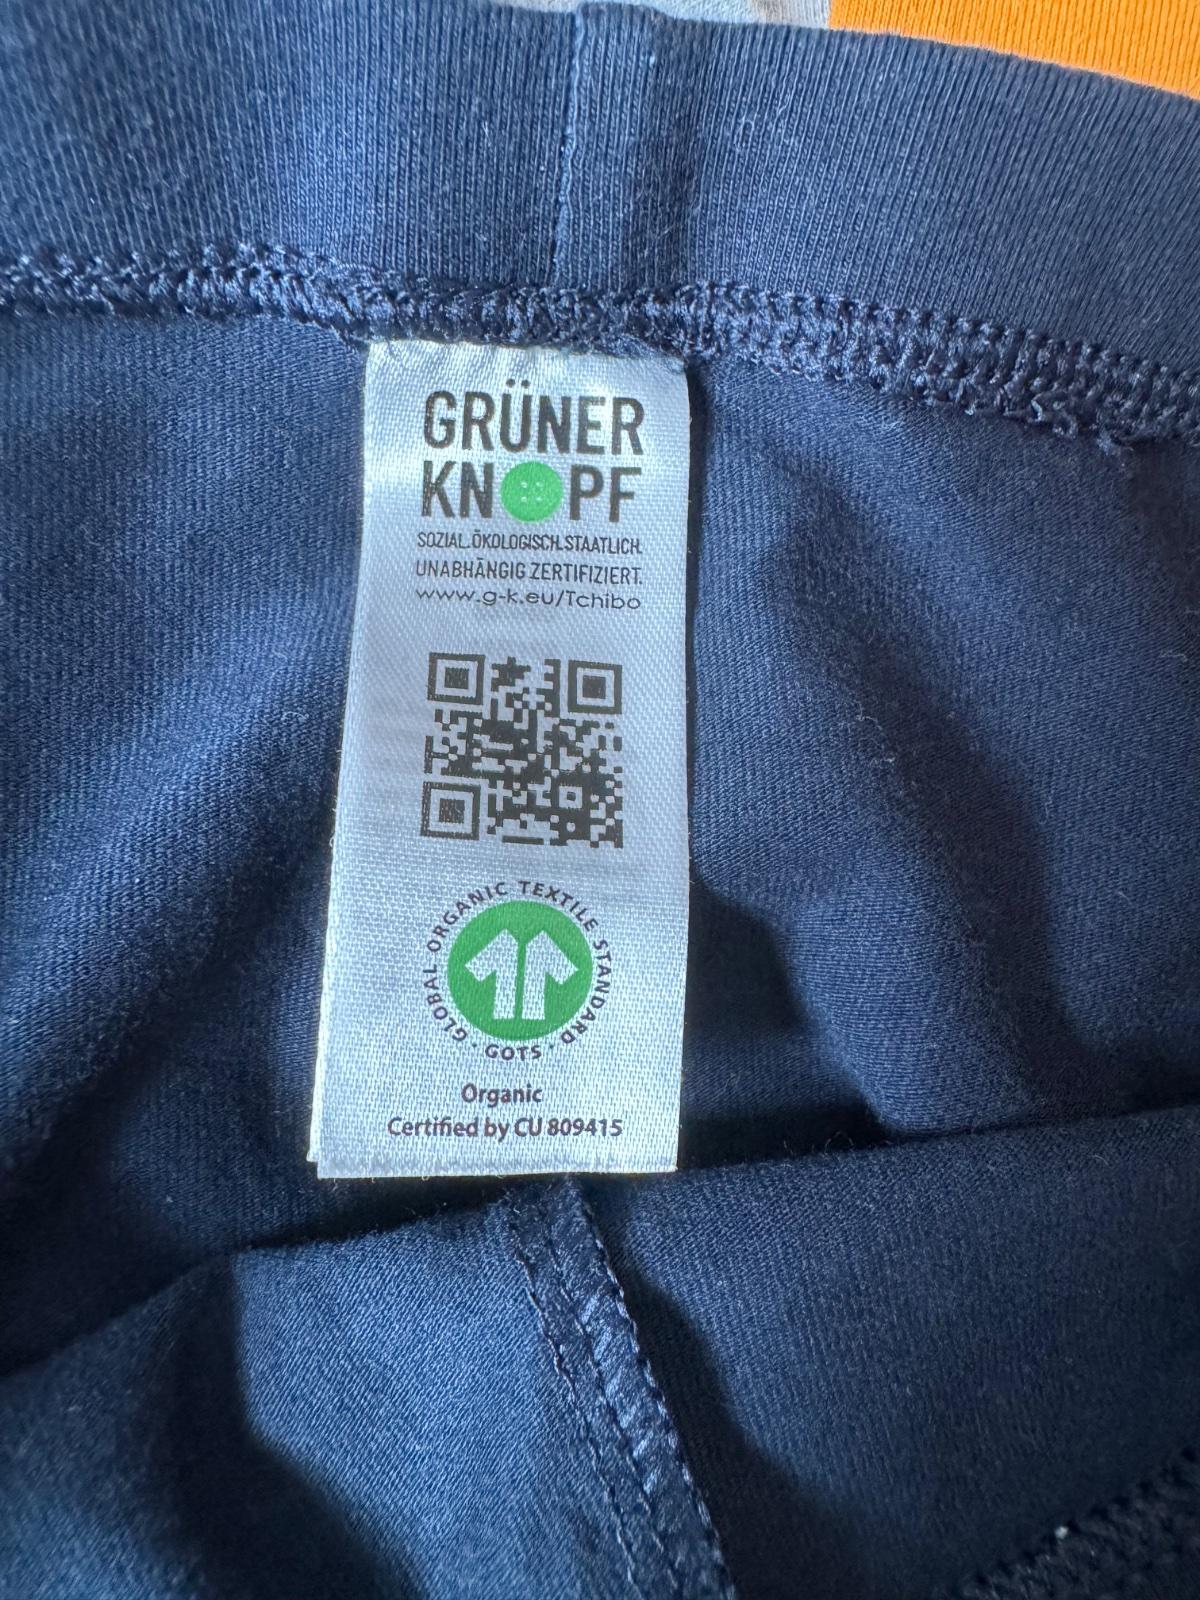 GRÜNER
KNOPF
SOZIAL. ÖKOLOGISCH. STAATLICH.
UNABHÄNGIG ZERTIFIZIERT.
www.g-k.eu/Tchibo
GLOBAL ORGANIC TEXTILE STANDARD · GOTS ·
Organic
Certified by CU 809415